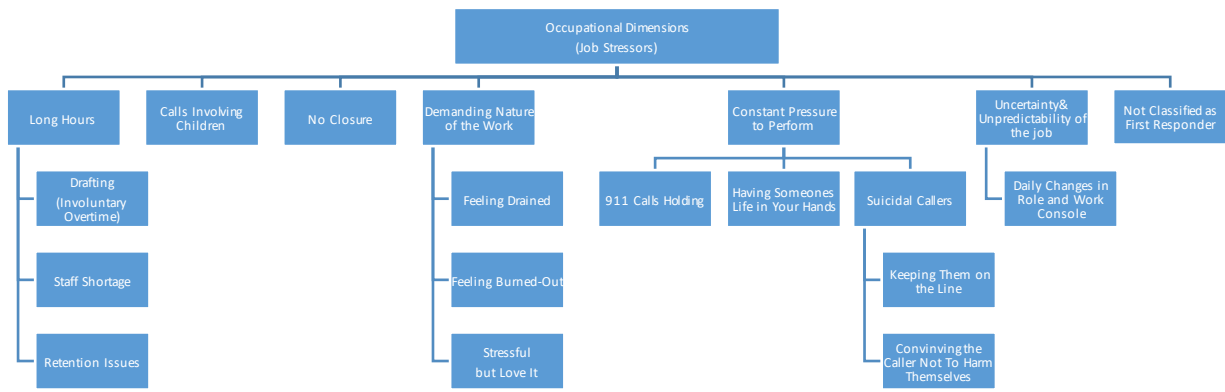 Occupational Dimensions
(Job Stressors)
Long Hours
Calls Involving
Children
No Closure
Demanding Nature
of the Work
Constant Pressure
to Perform
Uncertainty&
Unpredictability of
the job
Not Classified as
First Responder
Drafting
(Involuntary
Overtime)
Staff Shortage
Retention Issues
Feeling Drained
Feeling Burned-Out
Stressful
but Love It
911 Calls Holding
Having Someones
Life in Your Hands
Suicidal Callers
Keeping Them on
the Line
Convinving the
Caller Not To Harm
Themselves
Daily Changes in
Role and Work
Console